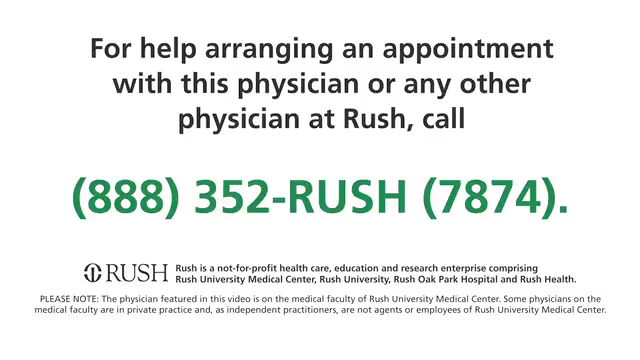 For help arranging an appointment
with this physician or any other
physician at Rush, call
(888) 352-RUSH (7874).
RUSH
Rush is a not-for-profit health care, education and research enterprise comprising
Rush University Medical Center, Rush University, Rush Oak Park Hospital and Rush Health.
PLEASE NOTE: The physician featured in this video is on the medical faculty of Rush University Medical Center. Some physicians on the
medical faculty are in private practice and, as independent practitioners, are not agents or employees of Rush University Medical Center.